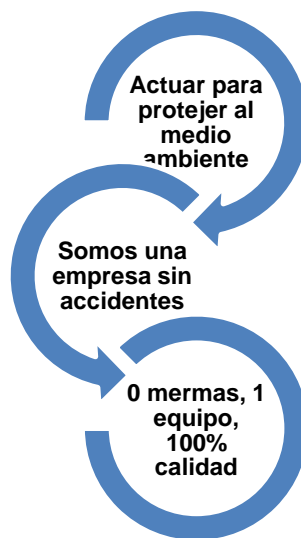 Actuar para
protejer al
medio
ambiente
Somos una
empresa sin
accidentes
0 mermas, 1
equipo,
100%
calidad